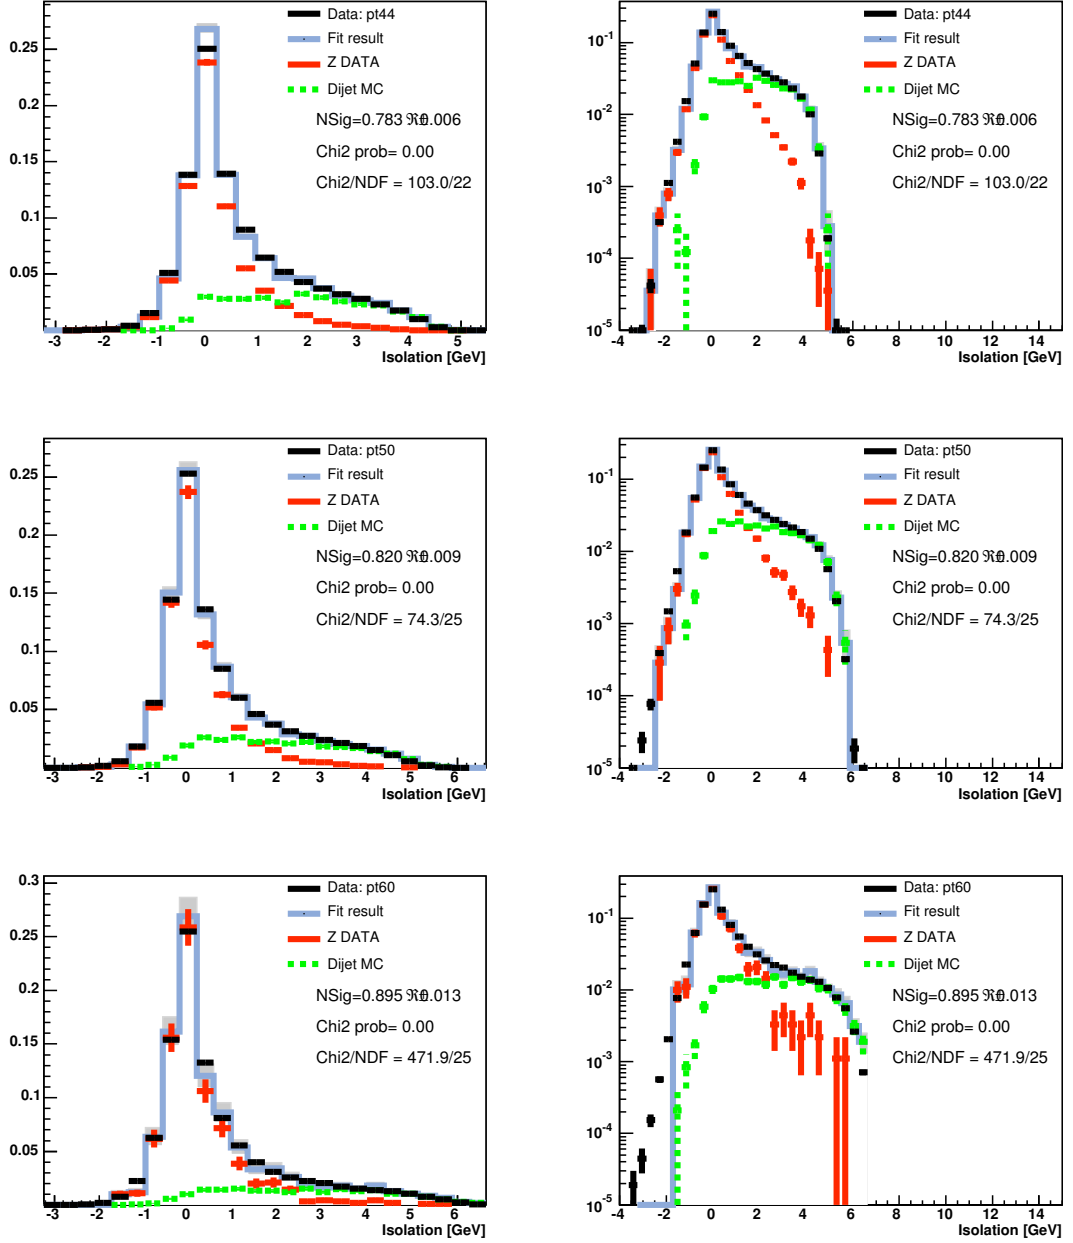 Data: pt44
Fit result
Z DATA
Dijet MC
NSig=0.783 ℜ±0.006
Chi2 prob= 0.00
Chi2/NDF = 103.0/22
0.25
0.2
0.15
0.1
0.05
-2 -1 0 1 2 3 4 5
Isolation [GeV]
Data: pt44
Fit result
Z DATA
Dijet MC
NSig=0.783 ℜ±0.006
Chi2 prob= 0.00
Chi2/NDF = 103.0/22
10-1
10-2
10-3
10-4
10-5
-4 -2 0 2 4 6 8 10 12 14
Isolation [GeV]
Data: pt50
Fit result
Z DATA
Dijet MC
NSig=0.820 ℜ±0.009
Chi2 prob= 0.00
Chi2/NDF = 74.3/25
0.25
0.2
0.15
0.1
0.05
0
-3 -2 -1 0 1 2 3 4 5 6
Isolation [GeV]
Data: pt50
Fit result
Z DATA
Dijet MC
NSig=0.820 ℜ±0.009
Chi2 prob= 0.00
Chi2/NDF = 74.3/25
10-1
10-2
10-3
10-4
10-5
-4 -2 0 2 4 6 8 10 12 14
Isolation [GeV]
Data: pt60
Fit result
Z DATA
Dijet MC
NSig=0.895 ℜ±0.013
Chi2 prob= 0.00
Chi2/NDF = 471.9/25
0.3
0.25
0.2
0.15
0.1
0.05
0
-3 -2 -1 0 1 2 3 4 5 6
Isolation [GeV]
Data: pt60
Fit result
Z DATA
Dijet MC
NSig=0.895 ℜ±0.013
Chi2 prob= 0.00
Chi2/NDF = 471.9/25
10-1
10-2
10-3
10-4
10-5
-4 -2 0 2 4 6 8 10 12 14
Isolation [GeV]